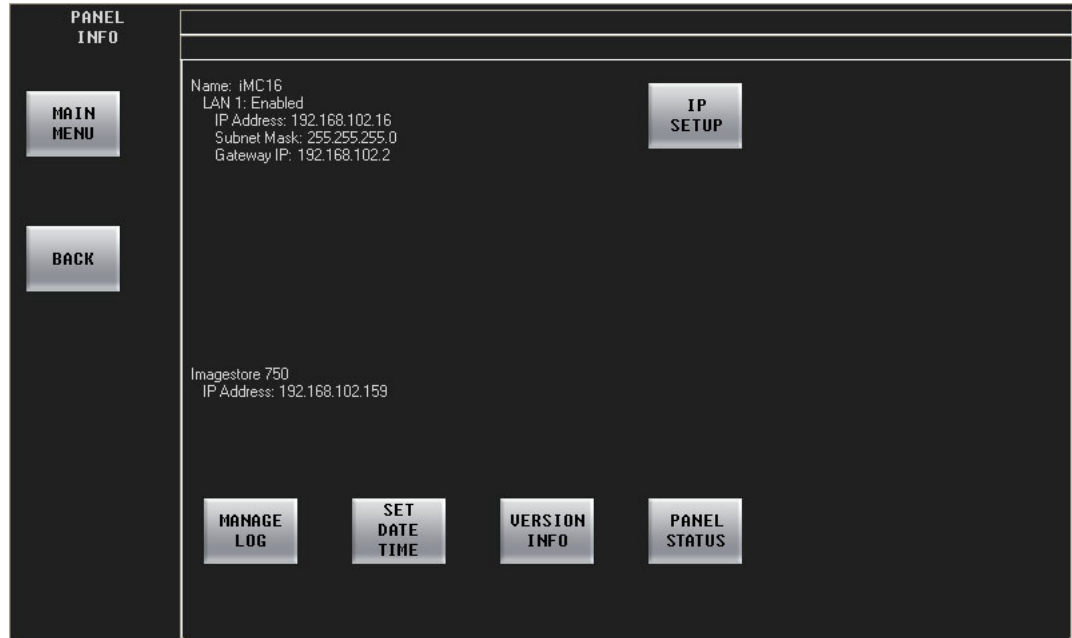 PANEL
INFO
MAIN
MENU
BACK
Name: iMC16
LAN 1: Enabled
IP Address: 192.168.102.16
Subnet Mask: 255.255.255.0
Gateway IP: 192.168.102.2
IP
SETUP
Imagestore 750
IP Address: 192.168.102.159
MANAGE
LOG
SET
DATE
TIME
VERSION
INFO
PANEL
STATUS